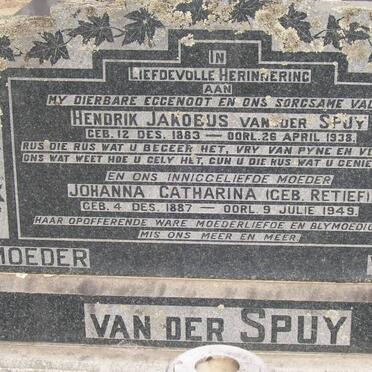 IN
LIEFDEVOLLE HERINNERING
AAN
MY DIERBARE EGGENOOT EN ONS SORGSAME VA
HENDRIK JAKOBUS VAN DER SPUY
GEB. 12 DES. 1883 — OORL. 26 APRIL 1938.
RUS DIE RUS WAT U BEGEER HET, VRY VAN PYNE EN VE
ONS WAT WEET HOE U GELY HET, GUN U DIE RUS WAT U GENIE
EN ONS INNIGGELIEFDE MOEDER
JOHANNA CATHARINA (GEB. RETIEF)
GEB. 4 DES. 1887 — OORL. 9 JULIE 1949.
HAAR OPOFFERENDE WARE MOEDERLIEFDE EN BLYMOEDI
MIS ONS MEER EN MEER.
MOEDER
VAN DER SPUY